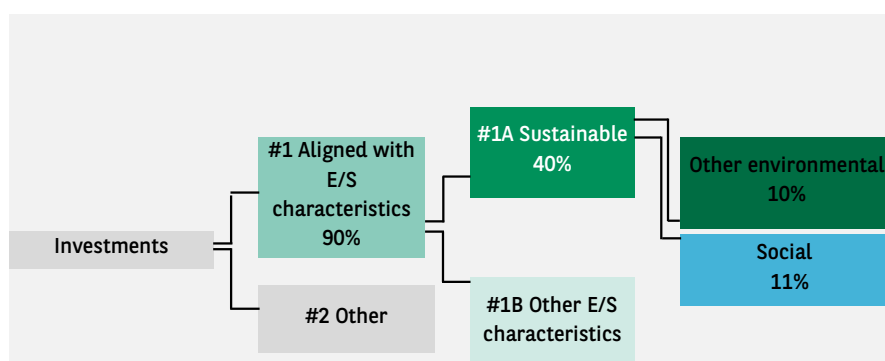 Investments
#1 Aligned with
E/S
characteristics
90%
#2 Other
#1A Sustainable
40%
#1B Other E/S
characteristics
Other environmental
10%
Social
11%